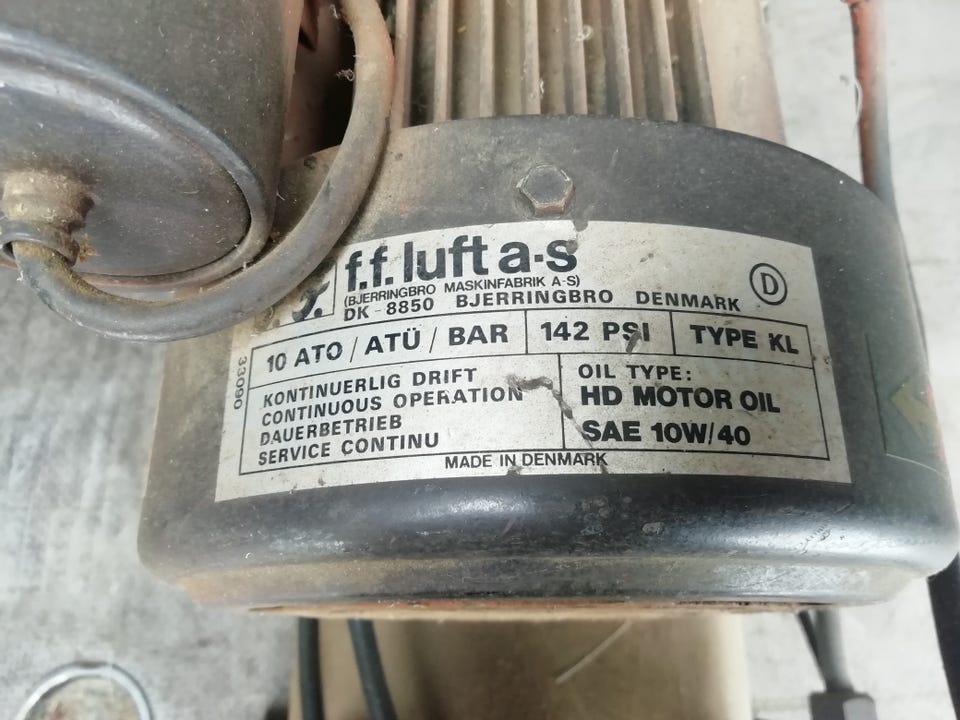 f.f. luft a-s
(BJERRINGBRO MASKINFABRIK A-S)
DK-8850 BJERRINGBRO DENMARK
D
10 ATO / ATÜ / BAR
142 PSI
TYPE KL
KONTINUERLIG DRIFT
CONTINUOUS OPERATION
DAUERBETRIEB
SERVICE CONTINU
OIL TYPE:
HD MOTOR OIL
SAE 10W/40
MADE IN DENMARK
33090